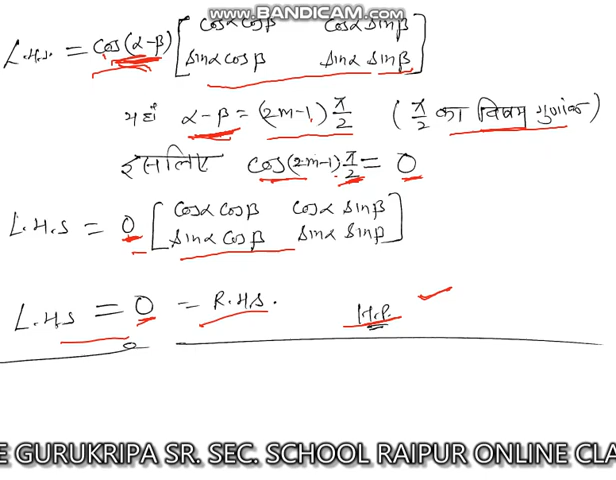 www.BANDICAM.com
L.H.S. = cos(α-β) [cosα cosβ cosα sinβ
sinα cosβ sinα sinβ]
यहाँ α-β = (2m-1) π/2 (π/2 का विषम गुणांक)
इसलिए cos(2m-1) π/2 = 0
L.H.S = 0 [cosα cosβ cosα sinβ
sinα cosβ sinα sinβ]
L.H.S = 0 = R.H.S. H.P.
E GURUKRIPA SR. SEC. SCHOOL RAIPUR ONLINE CLA